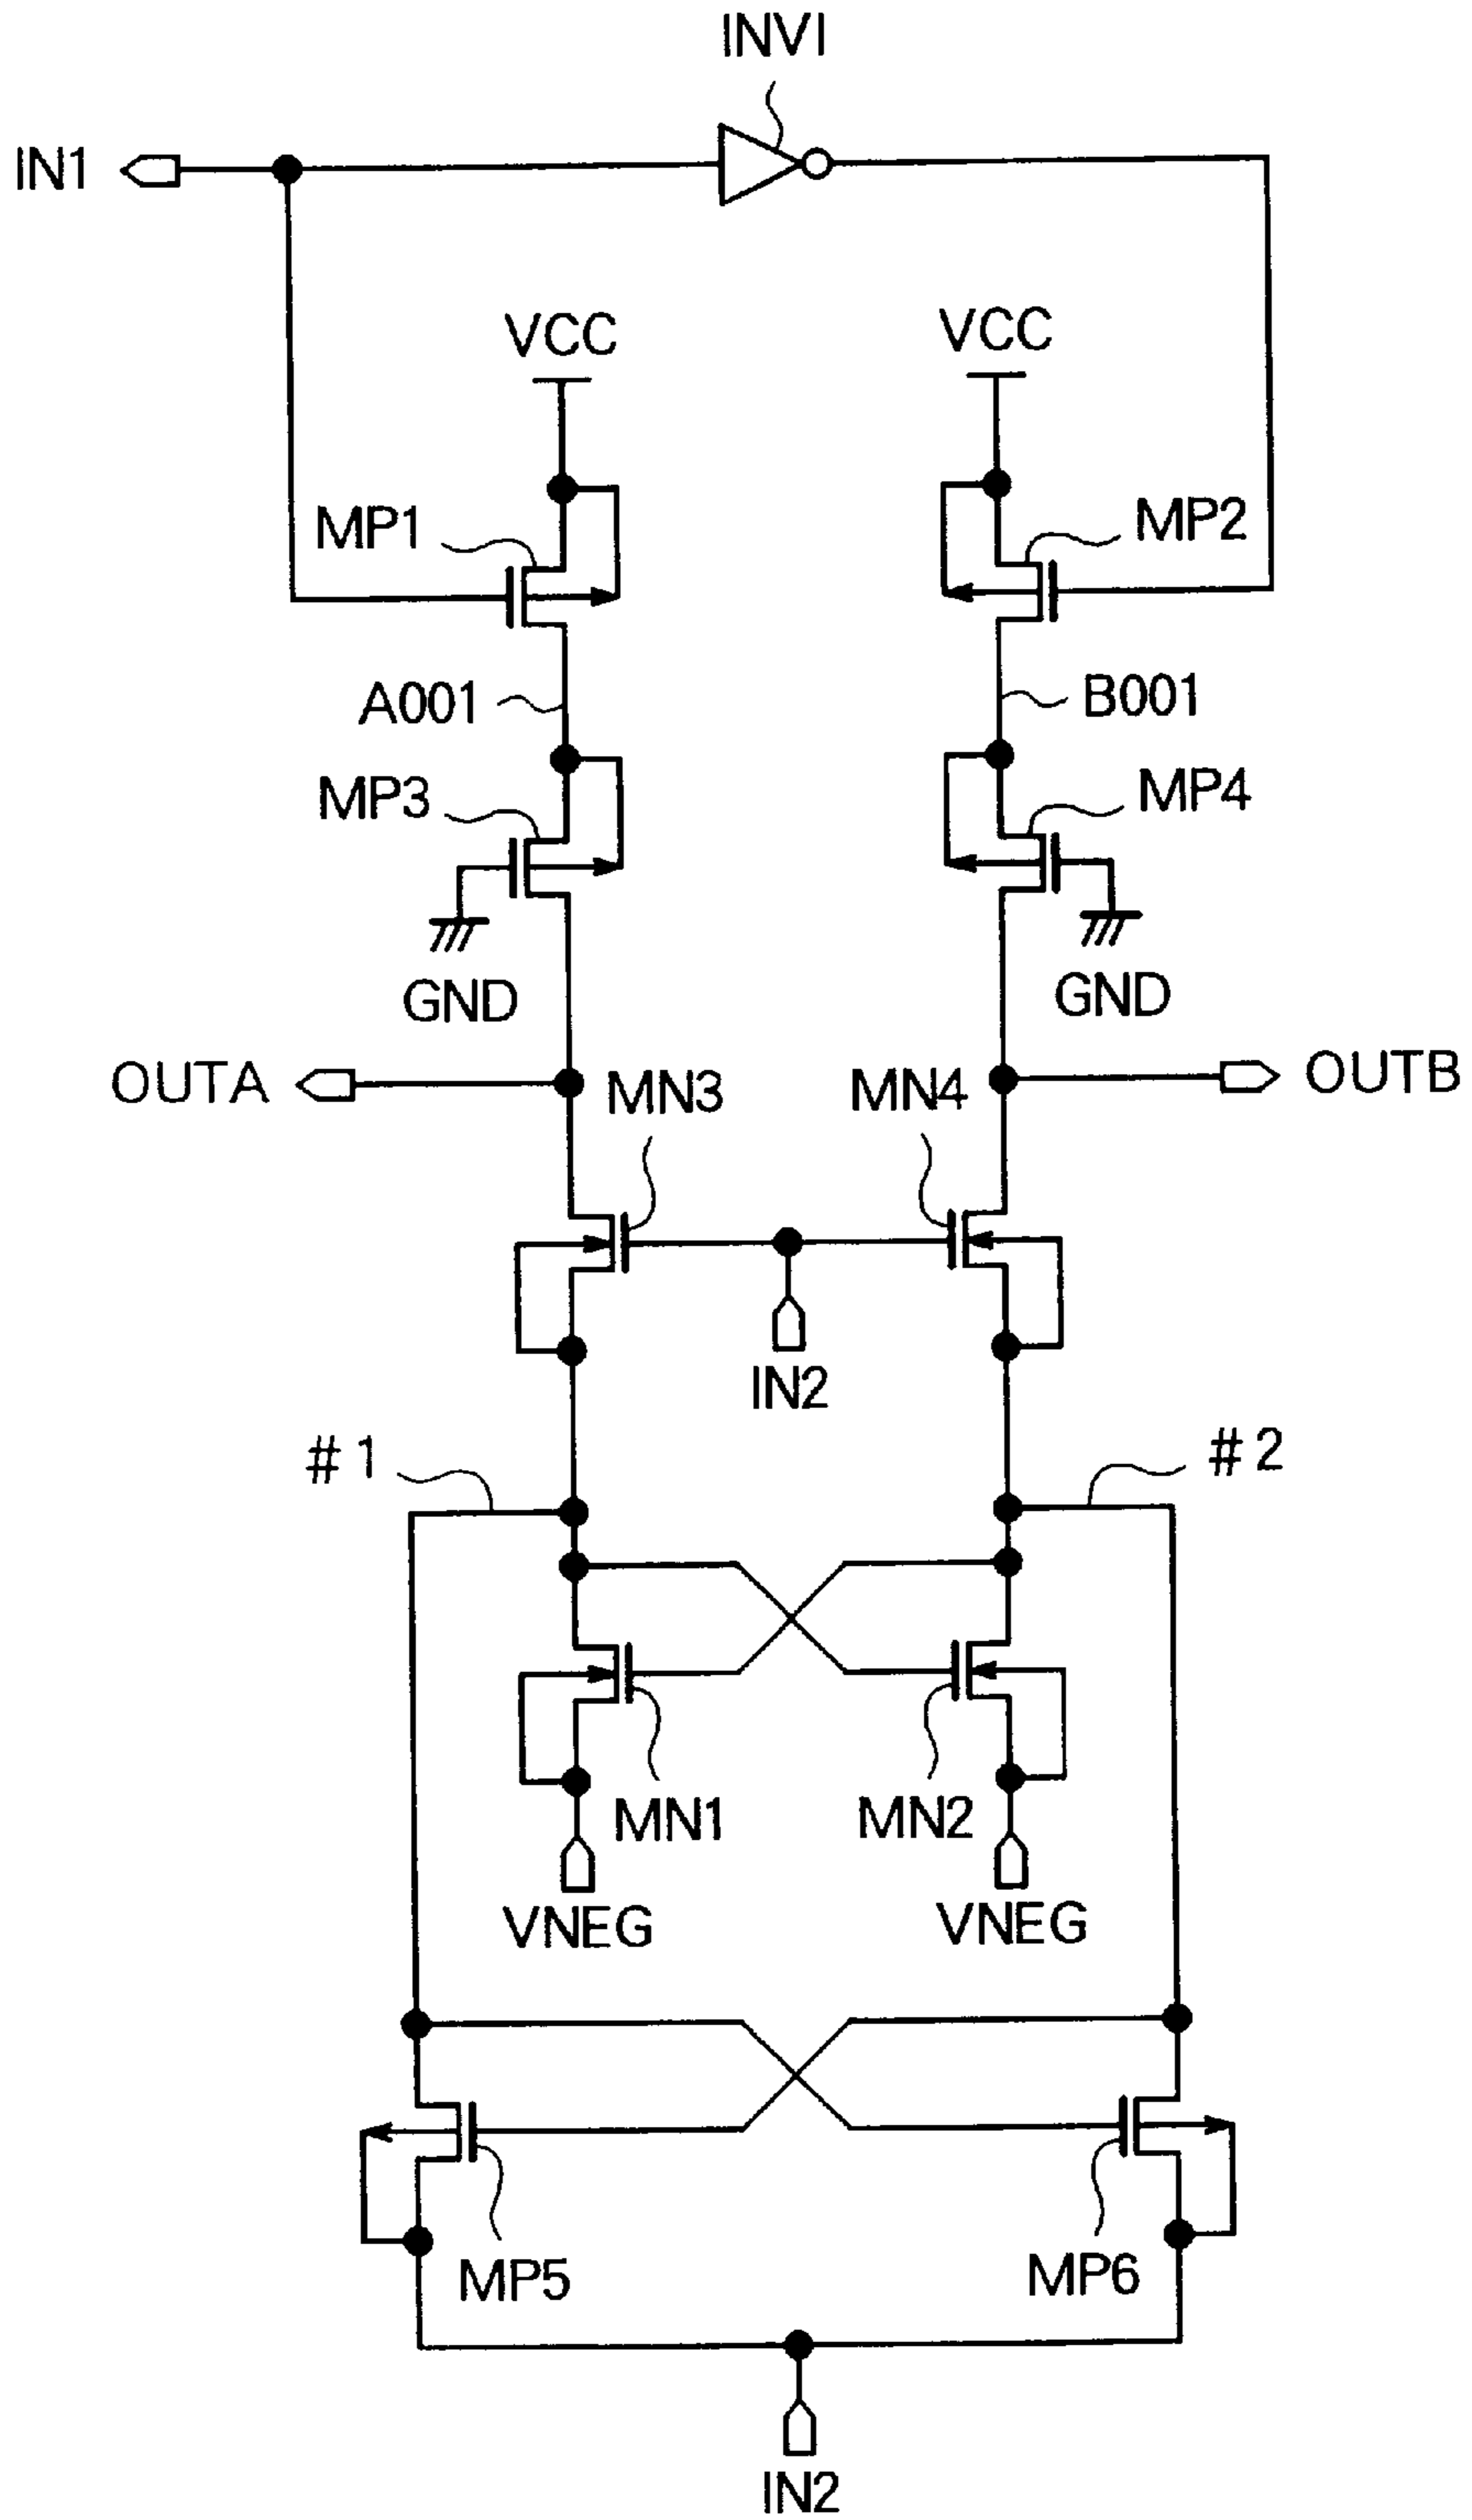 INVI
IN1
VCC
VCC
MP1
MP2
A001
B001
MP3
MP4
GND
GND
OUTA
MN3
MN4
OUTB
IN2
#1
#2
MN1
MN2
VNEG
VNEG
MP5
MP6
IN2